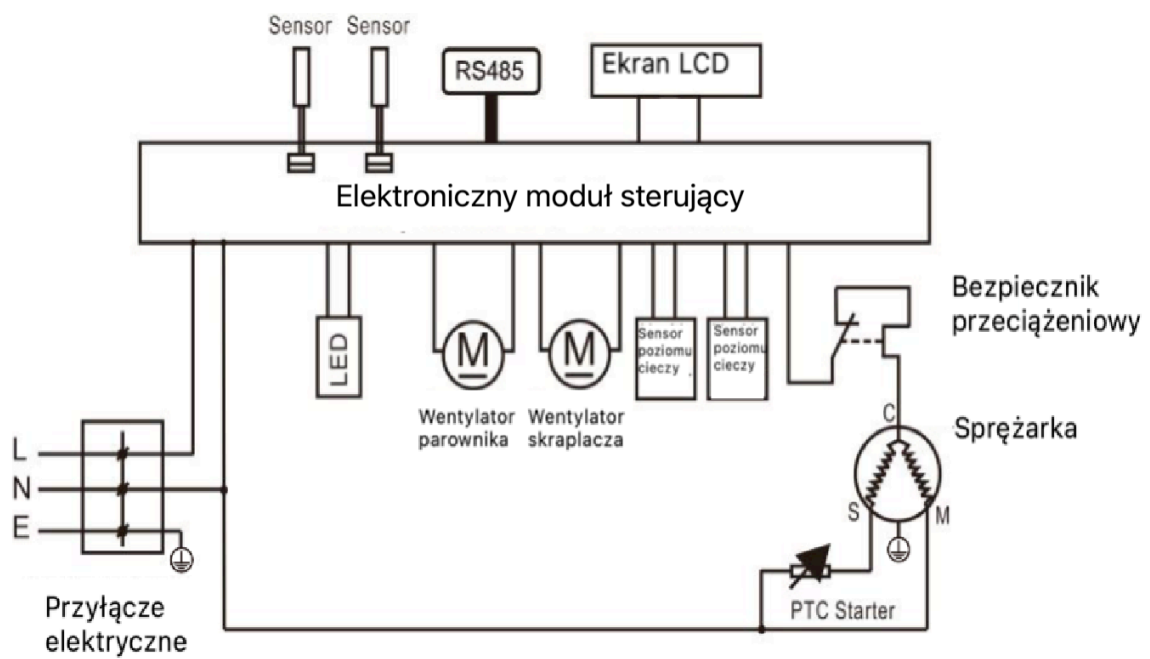 Sensor Sensor
RS485
Ekran LCD
Elektroniczny moduł sterujący
LED
M
M
Sensor
poziomu
cieczy
Sensor
poziomu
cieczy
Wentylator
parownika
Wentylator
skraplacza
Bezpiecznik
przeciążeniowy
C
Sprężarka
S
M
PTC Starter
L
N
E
Przyłącze
elektryczne